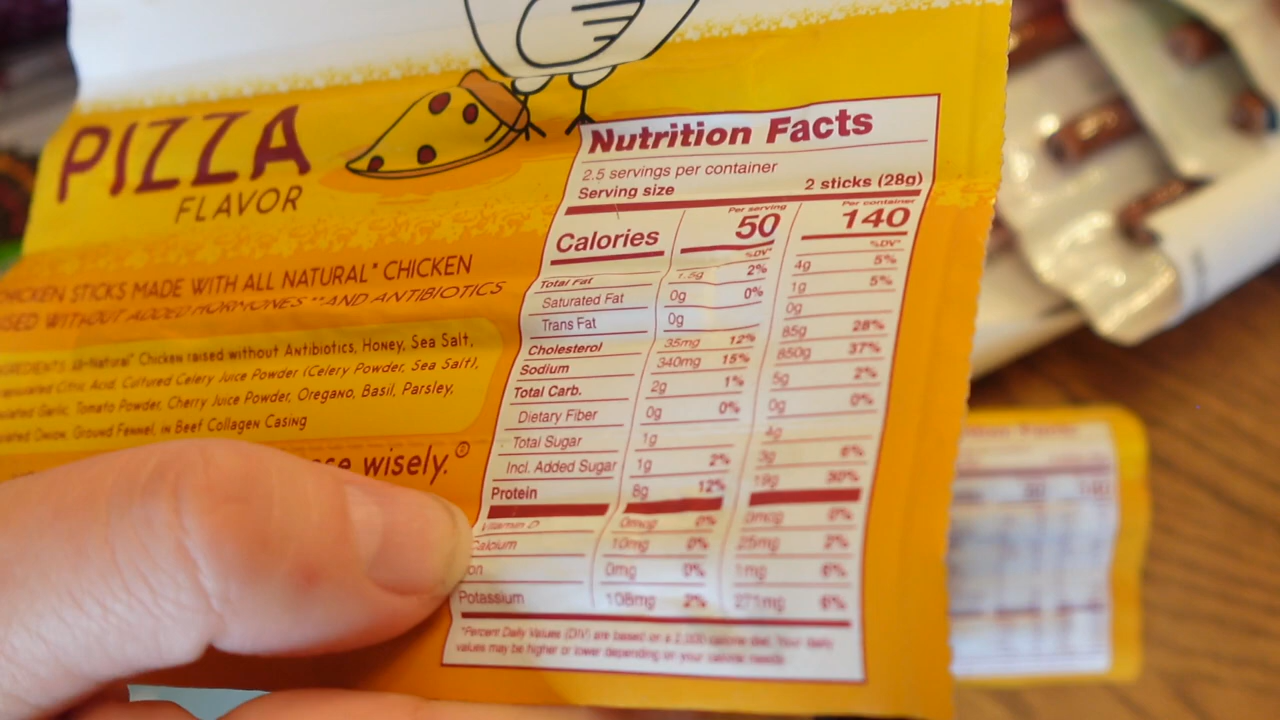 PIZZA
FLAVOR
CHICKEN STICKS MADE WITH ALL NATURAL* CHICKEN
WITHOUT ADDED HORMONES **AND ANTIBIOTICS
All-Natural* Chicken raised without Antibiotics, Honey, Sea Salt,
Citric Acid, Cultured Celery Juice Powder (Celery Powder, Sea Salt),
Garlic, Tomato Powder, Cherry Juice Powder, Oregano, Basil, Parsley,
Onion, Ground Fennel, in Beef Collagen Casing
wisely.®
Nutrition Facts
2.5 servings per container
Serving size 2 sticks (28g)
Per serving Per container
Calories 50 140
%DV* %DV*
Total Fat 1.5g 2% 4g 5%
Saturated Fat 0g 0% 1g 5%
Trans Fat 0g 0g
Cholesterol 35mg 12% 85g 28%
Sodium 340mg 15% 850g 37%
Total Carb. 2g 1% 5g 2%
Dietary Fiber 0g 0% 0g 0%
Total Sugar 1g 4g
Incl. Added Sugar 1g 2% 3g 6%
Protein 8g 12% 19g 30%
Vitamin D 0mcg 0% 0mcg 0%
Calcium 10mg 0% 25mg 2%
0mg 0% 1mg 6%
Potassium 108mg 2% 271mg 6%
*Percent Daily Values (DIV) are based on a 2,000 calorie diet. Your daily
values may be higher or lower depending on your calorie needs